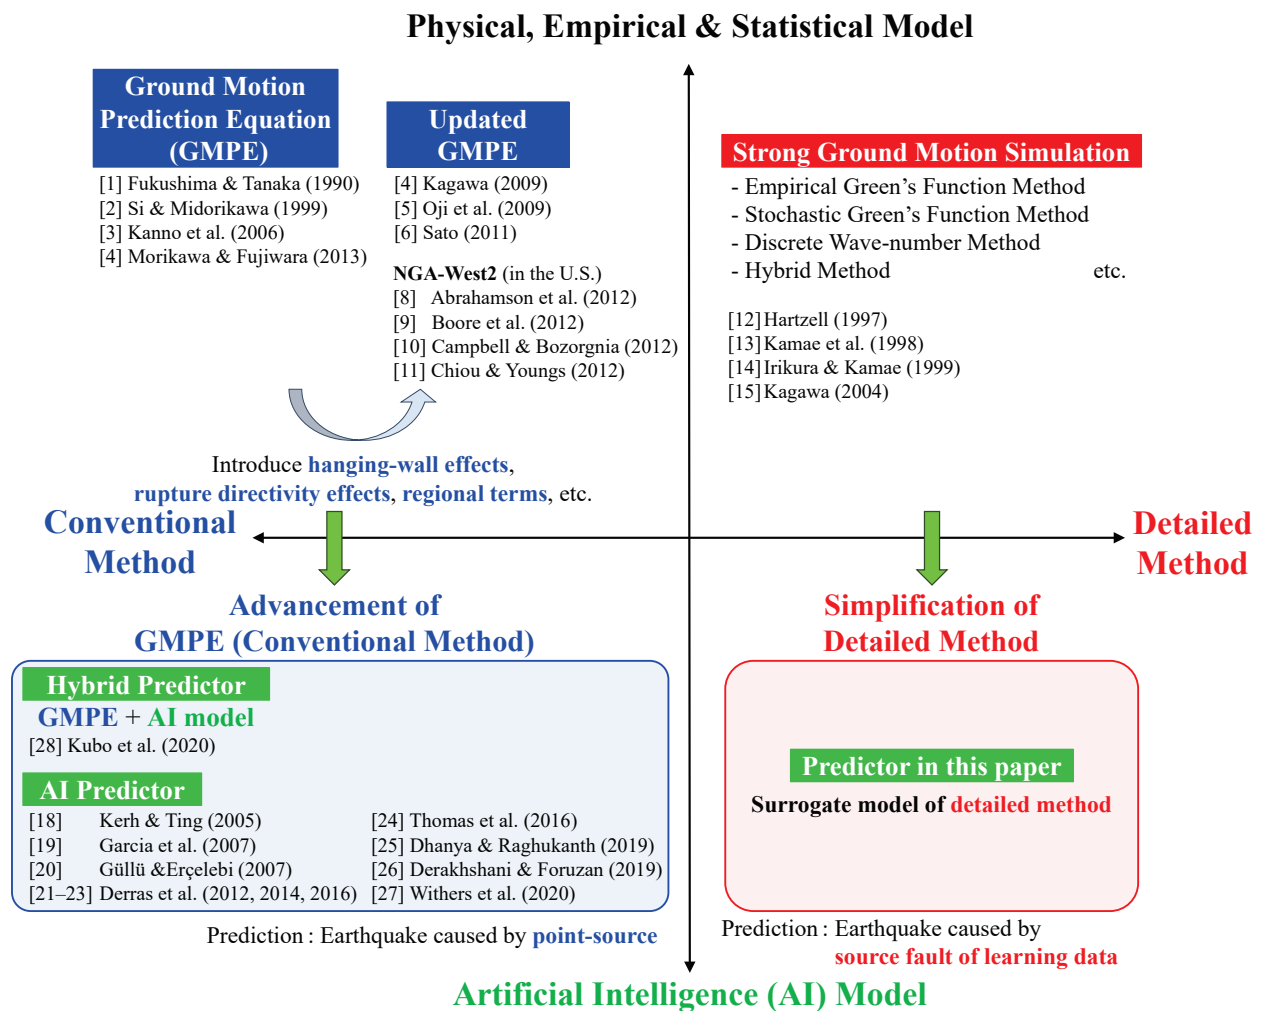 Physical, Empirical & Statistical Model
Ground Motion
Prediction Equation
(GMPE)
[1] Fukushima & Tanaka (1990)
[2] Si & Midorikawa (1999)
[3] Kanno et al. (2006)
[4] Morikawa & Fujiwara (2013)
Updated
GMPE
[4] Kagawa (2009)
[5] Oji et al. (2009)
[6] Sato (2011)
NGA-West2 (in the U.S.)
[8] Abrahamson et al. (2012)
[9] Boore et al. (2012)
[10] Campbell & Bozorgnia (2012)
[11] Chiou & Youngs (2012)
Introduce hanging-wall effects,
rupture directivity effects, regional terms, etc.
Strong Ground Motion Simulation
- Empirical Green's Function Method
- Stochastic Green's Function Method
- Discrete Wave-number Method
- Hybrid Method etc.
[12] Hartzell (1997)
[13] Kamae et al. (1998)
[14] Irikura & Kamae (1999)
[15] Kagawa (2004)
Conventional
Method
Detailed
Method
Advancement of
GMPE (Conventional Method)
Hybrid Predictor
GMPE + AI model
[28] Kubo et al. (2020)
AI Predictor
[18] Kerh & Ting (2005)
[19] Garcia et al. (2007)
[20] Güllü &Erçelebi (2007)
[21–23] Derras et al. (2012, 2014, 2016)
[24] Thomas et al. (2016)
[25] Dhanya & Raghukanth (2019)
[26] Derakhshani & Foruzan (2019)
[27] Withers et al. (2020)
Prediction : Earthquake caused by point-source
Simplification of
Detailed Method
Predictor in this paper
Surrogate model of detailed method
Prediction : Earthquake caused by
source fault of learning data
Artificial Intelligence (AI) Model